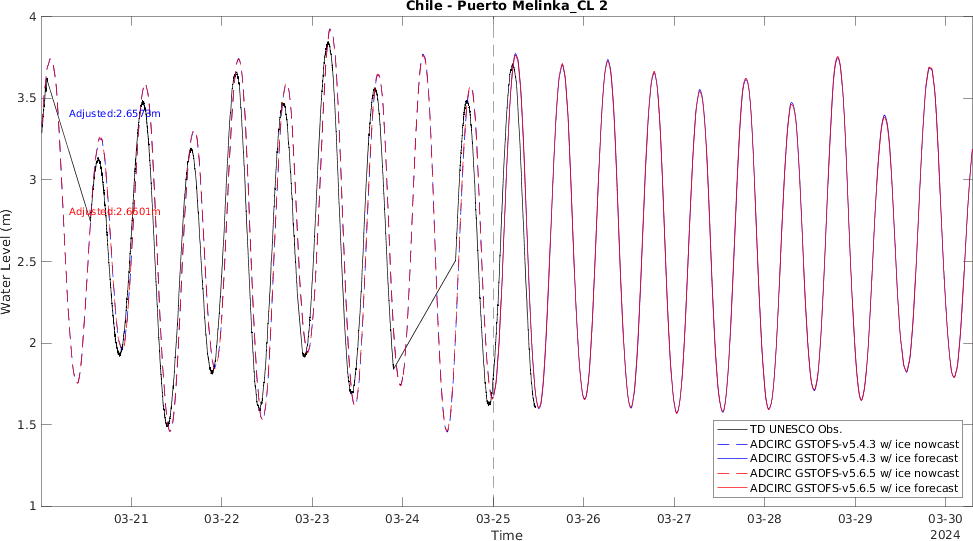 Chile - Puerto Melinka_CL 2
4
3.5
3
2.5
2
1.5
1
Water Level (m)
Adjusted:2.6573m
Adjusted:2.6601m
TD UNESCO Obs.
ADCIRC GSTOFS-v5.4.3 w/ ice nowcast
ADCIRC GSTOFS-v5.4.3 w/ ice forecast
ADCIRC GSTOFS-v5.6.5 w/ ice nowcast
ADCIRC GSTOFS-v5.6.5 w/ ice forecast
03-21 03-22 03-23 03-24 03-25 03-26 03-27 03-28 03-29 03-30
2024
Time